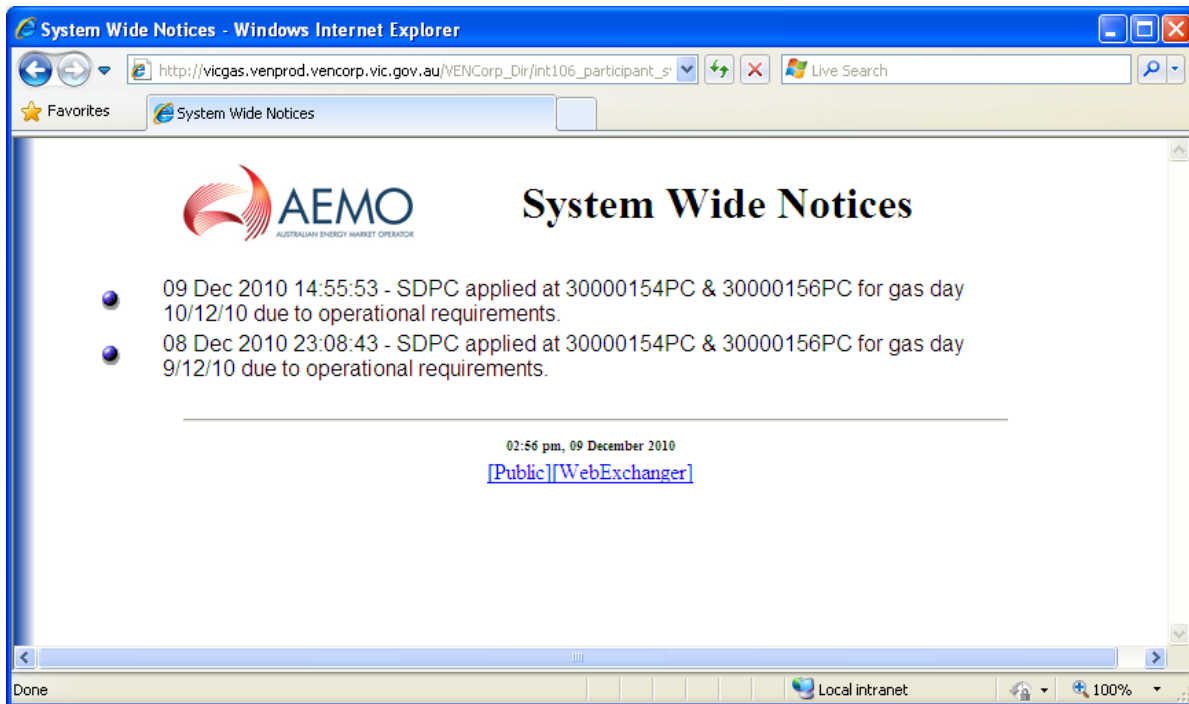 System Wide Notices - Windows Internet Explorer
http://vicgas.venprod.vencorp.vic.gov.au/VENCorp_Dir/int106_participant_s
Live Search
Favorites
System Wide Notices
AEMO
AUSTRALIAN ENERGY MARKET OPERATOR
System Wide Notices
09 Dec 2010 14:55:53 - SDPC applied at 30000154PC & 30000156PC for gas day
10/12/10 due to operational requirements.
08 Dec 2010 23:08:43 - SDPC applied at 30000154PC & 30000156PC for gas day
9/12/10 due to operational requirements.
02:56 pm, 09 December 2010
[Public][WebExchanger]
Done
Local intranet
100%